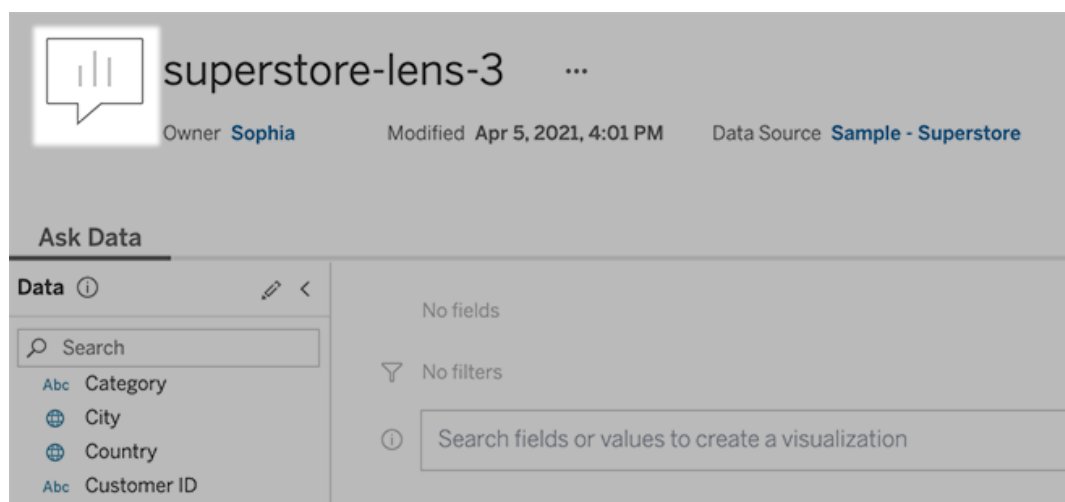 superstore-lens-3 ...
Owner Sophia Modified Apr 5, 2021, 4:01 PM Data Source Sample - Superstore
Ask Data
Data
No fields
Search
No filters
Abc Category
City
Search fields or values to create a visualization
Country
Abc Customer ID